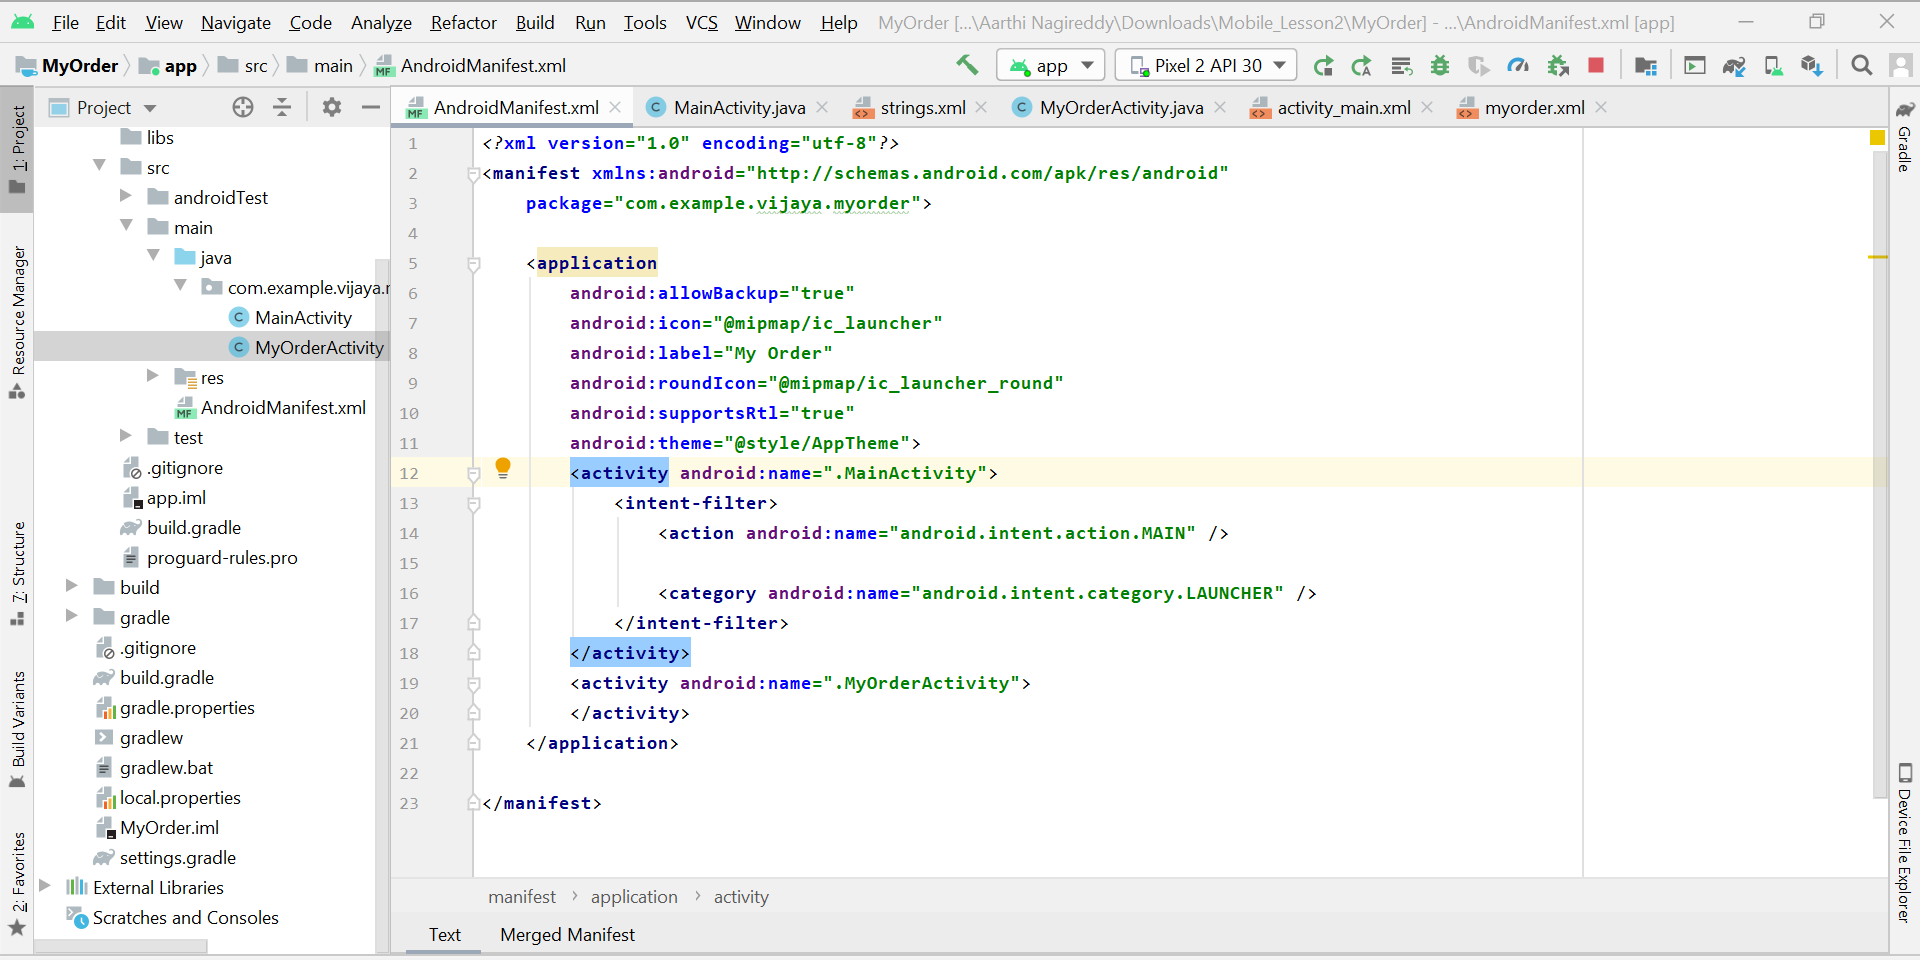 File Edit View Navigate Code Analyze Refactor Build Run Tools VCS Window Help MyOrder [...\Aarthi Nagireddy\Downloads\Mobile_Lesson2\MyOrder] - ...\AndroidManifest.xml [app]
MyOrder app src main AndroidManifest.xml app Pixel 2 API 30
Project
AndroidManifest.xml MainActivity.java strings.xml MyOrderActivity.java activity_main.xml myorder.xml
1: Project
Resource Manager
7: Structure
Build Variants
2: Favorites
libs
src
androidTest
main
java
com.example.vijaya.
MainActivity
MyOrderActivity
res
AndroidManifest.xml
test
.gitignore
app.iml
build.gradle
proguard-rules.pro
build
gradle
.gitignore
build.gradle
gradle.properties
gradlew
gradlew.bat
local.properties
MyOrder.iml
settings.gradle
External Libraries
Scratches and Consoles
1 <?xml version="1.0" encoding="utf-8"?>
2 <manifest xmlns:android="http://schemas.android.com/apk/res/android"
3 package="com.example.vijaya.myorder">
4
5 <application
6 android:allowBackup="true"
7 android:icon="@mipmap/ic_launcher"
8 android:label="My Order"
9 android:roundIcon="@mipmap/ic_launcher_round"
10 android:supportsRtl="true"
11 android:theme="@style/AppTheme">
12 <activity android:name=".MainActivity">
13 <intent-filter>
14 <action android:name="android.intent.action.MAIN" />
15
16 <category android:name="android.intent.category.LAUNCHER" />
17 </intent-filter>
18 </activity>
19 <activity android:name=".MyOrderActivity">
20 </activity>
21 </application>
22
23 </manifest>
manifest › application › activity
Text Merged Manifest
Gradle
Device File Explorer